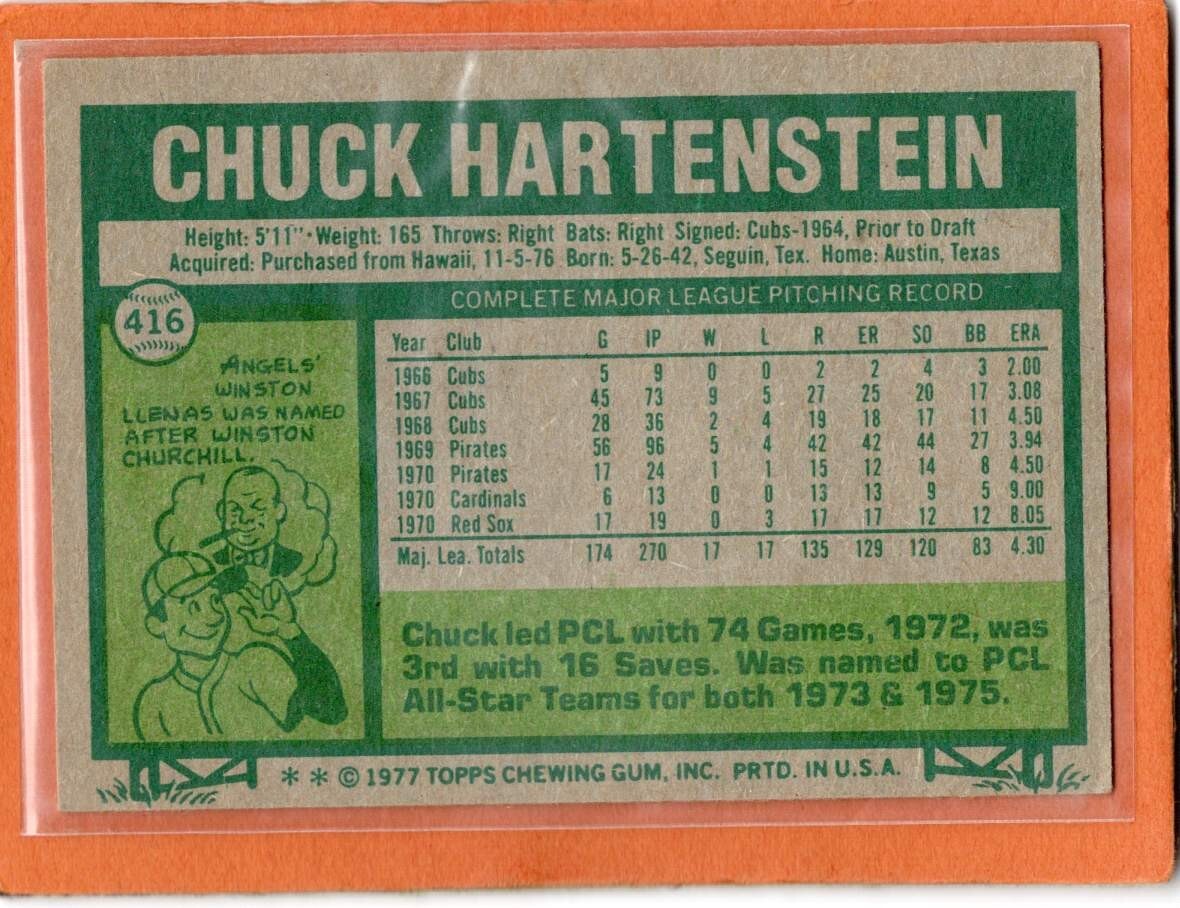 CHUCK HARTENSTEIN
Height: 5'11"•Weight: 165 Throws: Right Bats: Right Signed: Cubs-1964, Prior to Draft
Acquired: Purchased from Hawaii, 11-5-76 Born: 5-26-42, Seguin, Tex. Home: Austin, Texas
416
ANGELS'
WINSTON
LLENAS WAS NAMED
AFTER WINSTON
CHURCHILL.
COMPLETE MAJOR LEAGUE PITCHING RECORD
Year Club G IP W L R ER SO BB ERA
1966 Cubs 5 9 0 0 2 2 4 3 2.00
1967 Cubs 45 73 9 5 27 25 20 17 3.08
1968 Cubs 28 36 2 4 19 18 17 11 4.50
1969 Pirates 56 96 5 4 42 42 44 27 3.94
1970 Pirates 17 24 1 1 15 12 14 8 4.50
1970 Cardinals 6 13 0 0 13 13 9 5 9.00
1970 Red Sox 17 19 0 3 17 17 12 12 8.05
Maj. Lea. Totals 174 270 17 17 135 129 120 83 4.30
Chuck led PCL with 74 Games, 1972, was
3rd with 16 Saves. Was named to PCL
All-Star Teams for both 1973 & 1975.
* * © 1977 TOPPS CHEWING GUM, INC. PRTD. IN U.S.A.